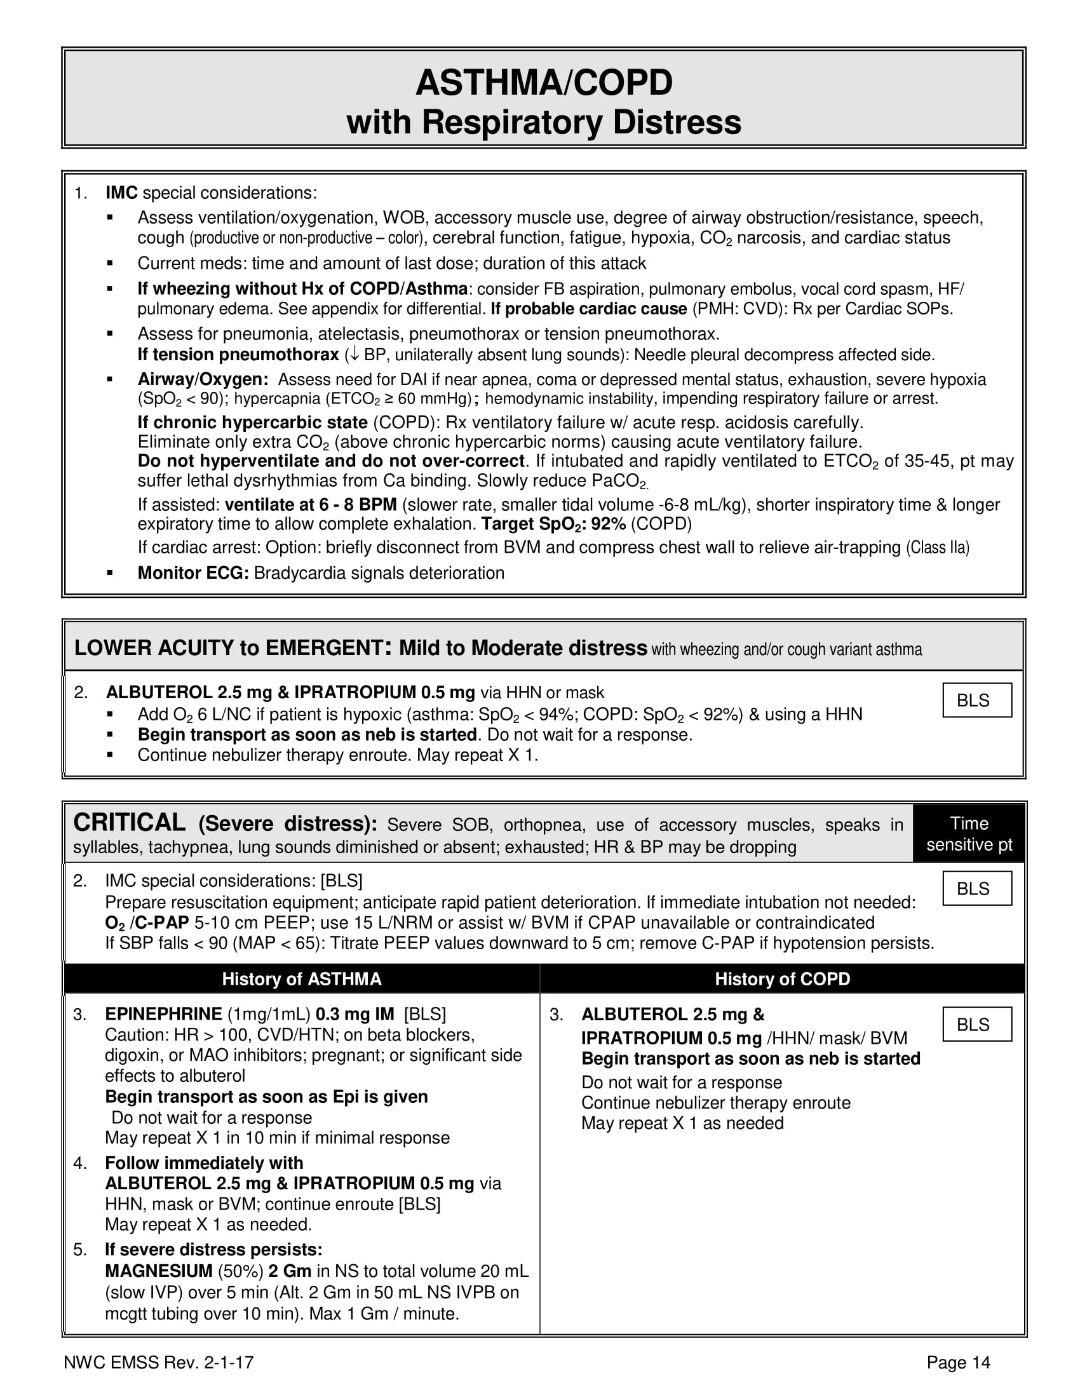 ASTHMA/COPD
with Respiratory Distress
1. IMC special considerations:
▪ Assess ventilation/oxygenation, WOB, accessory muscle use, degree of airway obstruction/resistance, speech,
cough (productive or non-productive – color), cerebral function, fatigue, hypoxia, CO₂ narcosis, and cardiac status
▪ Current meds: time and amount of last dose; duration of this attack
▪ If wheezing without Hx of COPD/Asthma: consider FB aspiration, pulmonary embolus, vocal cord spasm, HF/
pulmonary edema. See appendix for differential. If probable cardiac cause (PMH: CVD): Rx per Cardiac SOPs.
▪ Assess for pneumonia, atelectasis, pneumothorax or tension pneumothorax.
If tension pneumothorax (↓ BP, unilaterally absent lung sounds): Needle pleural decompress affected side.
▪ Airway/Oxygen: Assess need for DAI if near apnea, coma or depressed mental status, exhaustion, severe hypoxia
(SpO₂ < 90); hypercapnia (ETCO₂ ≥ 60 mmHg); hemodynamic instability, impending respiratory failure or arrest.
If chronic hypercarbic state (COPD): Rx ventilatory failure w/ acute resp. acidosis carefully.
Eliminate only extra CO₂ (above chronic hypercarbic norms) causing acute ventilatory failure.
Do not hyperventilate and do not over-correct. If intubated and rapidly ventilated to ETCO₂ of 35-45, pt may
suffer lethal dysrhythmias from Ca binding. Slowly reduce PaCO₂.
If assisted: ventilate at 6 - 8 BPM (slower rate, smaller tidal volume -6-8 mL/kg), shorter inspiratory time & longer
expiratory time to allow complete exhalation. Target SpO₂: 92% (COPD)
If cardiac arrest: Option: briefly disconnect from BVM and compress chest wall to relieve air-trapping (Class IIa)
▪ Monitor ECG: Bradycardia signals deterioration
LOWER ACUITY to EMERGENT: Mild to Moderate distress with wheezing and/or cough variant asthma
2. ALBUTEROL 2.5 mg & IPRATROPIUM 0.5 mg via HHN or mask
BLS
▪ Add O₂ 6 L/NC if patient is hypoxic (asthma: SpO₂ < 94%; COPD: SpO₂ < 92%) & using a HHN
▪ Begin transport as soon as neb is started. Do not wait for a response.
▪ Continue nebulizer therapy enroute. May repeat X 1.
CRITICAL (Severe distress): Severe SOB, orthopnea, use of accessory muscles, speaks in
syllables, tachypnea, lung sounds diminished or absent; exhausted; HR & BP may be dropping
Time
sensitive pt
2. IMC special considerations: [BLS]
BLS
Prepare resuscitation equipment; anticipate rapid patient deterioration. If immediate intubation not needed:
O₂ /C-PAP 5-10 cm PEEP; use 15 L/NRM or assist w/ BVM if CPAP unavailable or contraindicated
If SBP falls < 90 (MAP < 65): Titrate PEEP values downward to 5 cm; remove C-PAP if hypotension persists.
History of ASTHMA
3. EPINEPHRINE (1mg/1mL) 0.3 mg IM [BLS]
Caution: HR > 100, CVD/HTN; on beta blockers,
digoxin, or MAO inhibitors; pregnant; or significant side
effects to albuterol
Begin transport as soon as Epi is given
Do not wait for a response
May repeat X 1 in 10 min if minimal response
4. Follow immediately with
ALBUTEROL 2.5 mg & IPRATROPIUM 0.5 mg via
HHN, mask or BVM; continue enroute [BLS]
May repeat X 1 as needed.
5. If severe distress persists:
MAGNESIUM (50%) 2 Gm in NS to total volume 20 mL
(slow IVP) over 5 min (Alt. 2 Gm in 50 mL NS IVPB on
mcgtt tubing over 10 min). Max 1 Gm / minute.
History of COPD
3. ALBUTEROL 2.5 mg &
IPRATROPIUM 0.5 mg /HHN/ mask/ BVM
BLS
Begin transport as soon as neb is started
Do not wait for a response
Continue nebulizer therapy enroute
May repeat X 1 as needed
NWC EMSS Rev. 2-1-17
Page 14